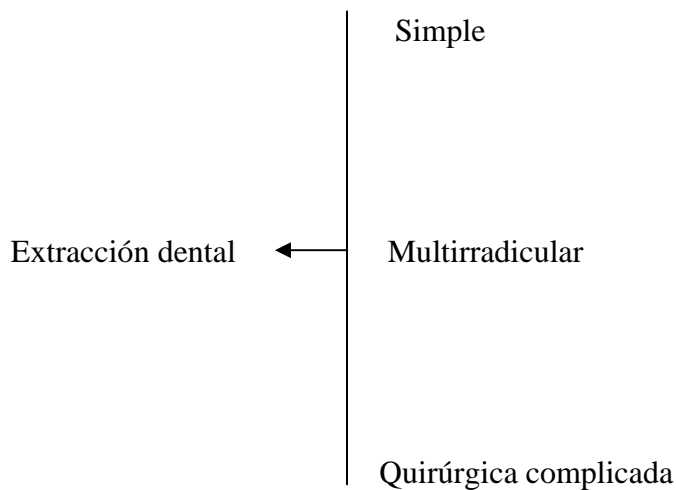 Simple
Extracción dental
Multirradicular
Quirúrgica complicada